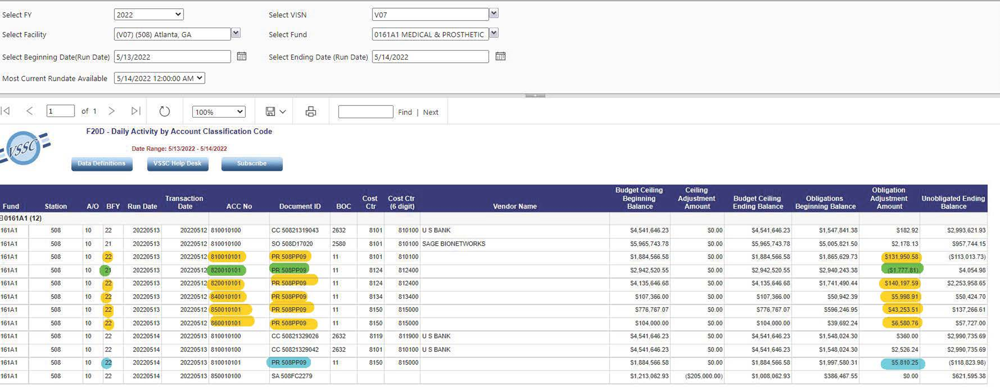 Select FY 2022 Select VISN V07
Select Facility (V07) (508) Atlanta, GA Select Fund 0161A1 MEDICAL & PROSTHETIC
Select Beginning Date(Run Date) 5/13/2022 Select Ending Date (Run Date) 5/14/2022
Most Current Rundate Available 5/14/2022 12:00:00 AM
1 of 1 100% Find | Next
VSSC
F20D - Daily Activity by Account Classification Code
Date Range: 5/13/2022 - 5/14/2022
Data Definitions VSSC Help Desk Subscribe
Fund Station A/O BFY Run Date Transaction Date ACC No Document ID BOC Cost Ctr Cost Ctr (6 digit) Vendor Name Budget Ceiling Beginning Balance Ceiling Adjustment Amount Budget Ceiling Ending Balance Obligations Beginning Balance Obligation Adjustment Amount Unobligated Ending Balance
0161A1 (12)
161A1 508 10 22 20220513 20220512 810010100 CC 50821319043 2632 8101 810100 U S BANK $4,541,646.23 $0.00 $4,541,646.23 $1,547,841.38 $182.92 $2,993,621.93
161A1 508 10 21 20220513 20220512 810010100 SO 508D17020 2580 8101 810100 SAGE BIONETWORKS $5,965,743.78 $0.00 $5,965,743.78 $5,005,821.50 $2,178.13 $957,744.15
161A1 508 10 22 20220513 20220512 810010101 PR 508PP09 11 8101 810100 $1,884,566.58 $0.00 $1,884,566.58 $1,865,629.73 $131,950.58 ($113,013.73)
161A1 508 10 21 20220513 20220512 820010101 PR 508PP09 11 8124 812400 $2,942,520.55 $0.00 $2,942,520.55 $2,940,243.38 ($1,777.81) $4,054.98
161A1 508 10 22 20220513 20220512 820010101 PR 508PP09 11 8124 812400 $4,135,646.68 $0.00 $4,135,646.68 $1,741,490.44 $140,197.59 $2,253,958.65
161A1 508 10 22 20220513 20220512 840010101 PR 508PP09 11 8134 813400 $107,366.00 $0.00 $107,366.00 $50,942.39 $5,998.91 $50,424.70
161A1 508 10 22 20220513 20220512 850010101 PR 508PP09 11 8150 815000 $776,767.07 $0.00 $776,767.07 $596,246.95 $43,253.51 $137,266.61
161A1 508 10 22 20220513 20220512 860010101 PR 508PP09 11 8150 815000 $104,000.00 $0.00 $104,000.00 $39,692.24 $6,580.76 $57,727.00
161A1 508 10 22 20220514 20220513 810010100 CC 50821329026 2632 8119 811900 U S BANK $4,541,646.23 $0.00 $4,541,646.23 $1,548,024.30 $360.00 $2,990,735.69
161A1 508 10 22 20220514 20220513 810010100 CC 50821329042 2632 8101 810100 U S BANK $4,541,646.23 $0.00 $4,541,646.23 $1,548,024.30 $2,526.24 $2,990,735.69
161A1 508 10 22 20220514 20220513 810010101 PR 508PP09 11 8150 815000 $1,884,566.58 $0.00 $1,884,566.58 $1,997,580.31 $5,810.25 ($118,823.98)
161A1 508 10 22 20220514 20220513 850010100 SA 508FC2279 $1,213,062.93 ($205,000.00) $1,008,062.93 $386,467.55 $0.00 $621,595.38